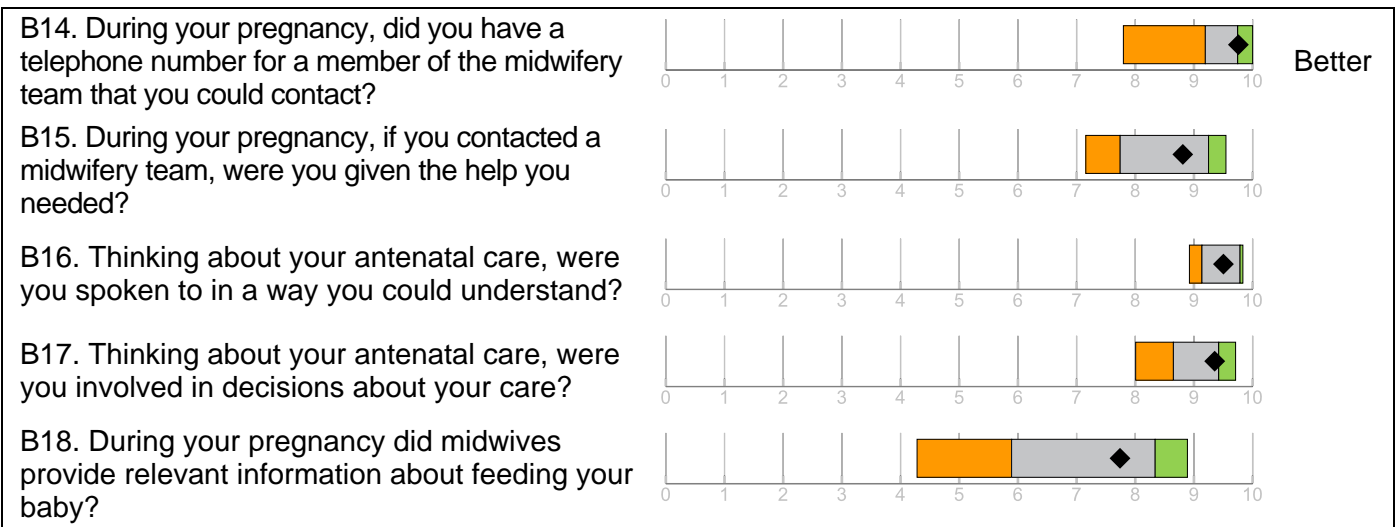 B14. During your pregnancy, did you have a
telephone number for a member of the midwifery
team that you could contact?
0 1 2 3 4 5 6 7 8 9 10
Better
B15. During your pregnancy, if you contacted a
midwifery team, were you given the help you
needed?
0 1 2 3 4 5 6 7 8 9 10
B16. Thinking about your antenatal care, were
you spoken to in a way you could understand?
0 1 2 3 4 5 6 7 8 9 10
B17. Thinking about your antenatal care, were
you involved in decisions about your care?
0 1 2 3 4 5 6 7 8 9 10
B18. During your pregnancy did midwives
provide relevant information about feeding your
baby?
0 1 2 3 4 5 6 7 8 9 10